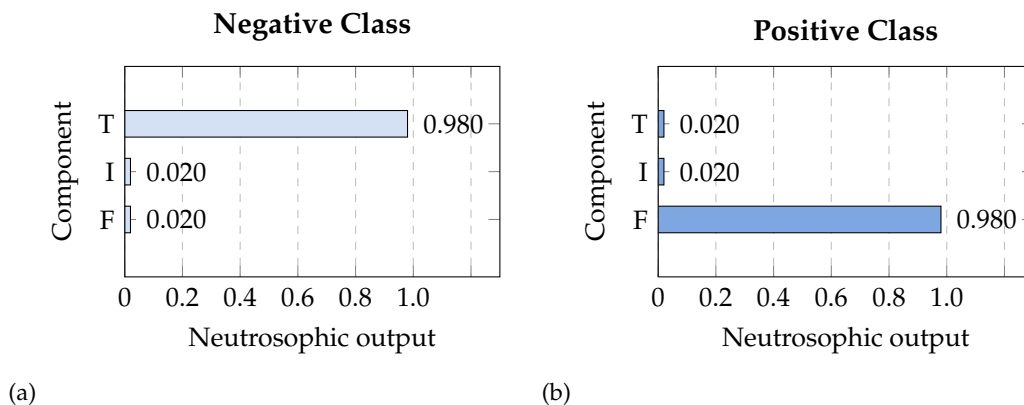 Negative Class
Component
T
0.980
I
0.020
F
0.020
0 0.2 0.4 0.6 0.8 1.0
Neutrosophic output
(a)
Positive Class
Component
T
0.020
I
0.020
F
0.980
0 0.2 0.4 0.6 0.8 1.0
Neutrosophic output
(b)